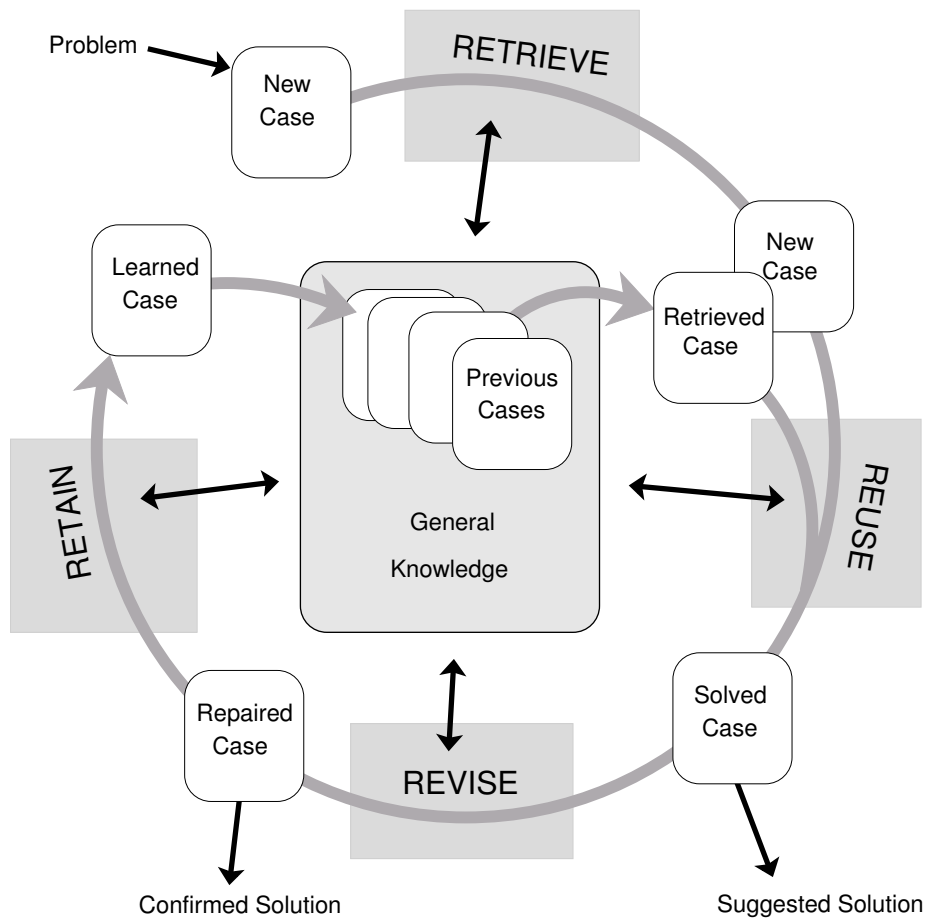 Problem
New
Case
RETRIEVE
New
Case
Learned
Case
Retrieved
Case
Previous
Cases
General
Knowledge
RETAIN
REUSE
Repaired
Case
REVISE
Solved
Case
Confirmed Solution
Suggested Solution